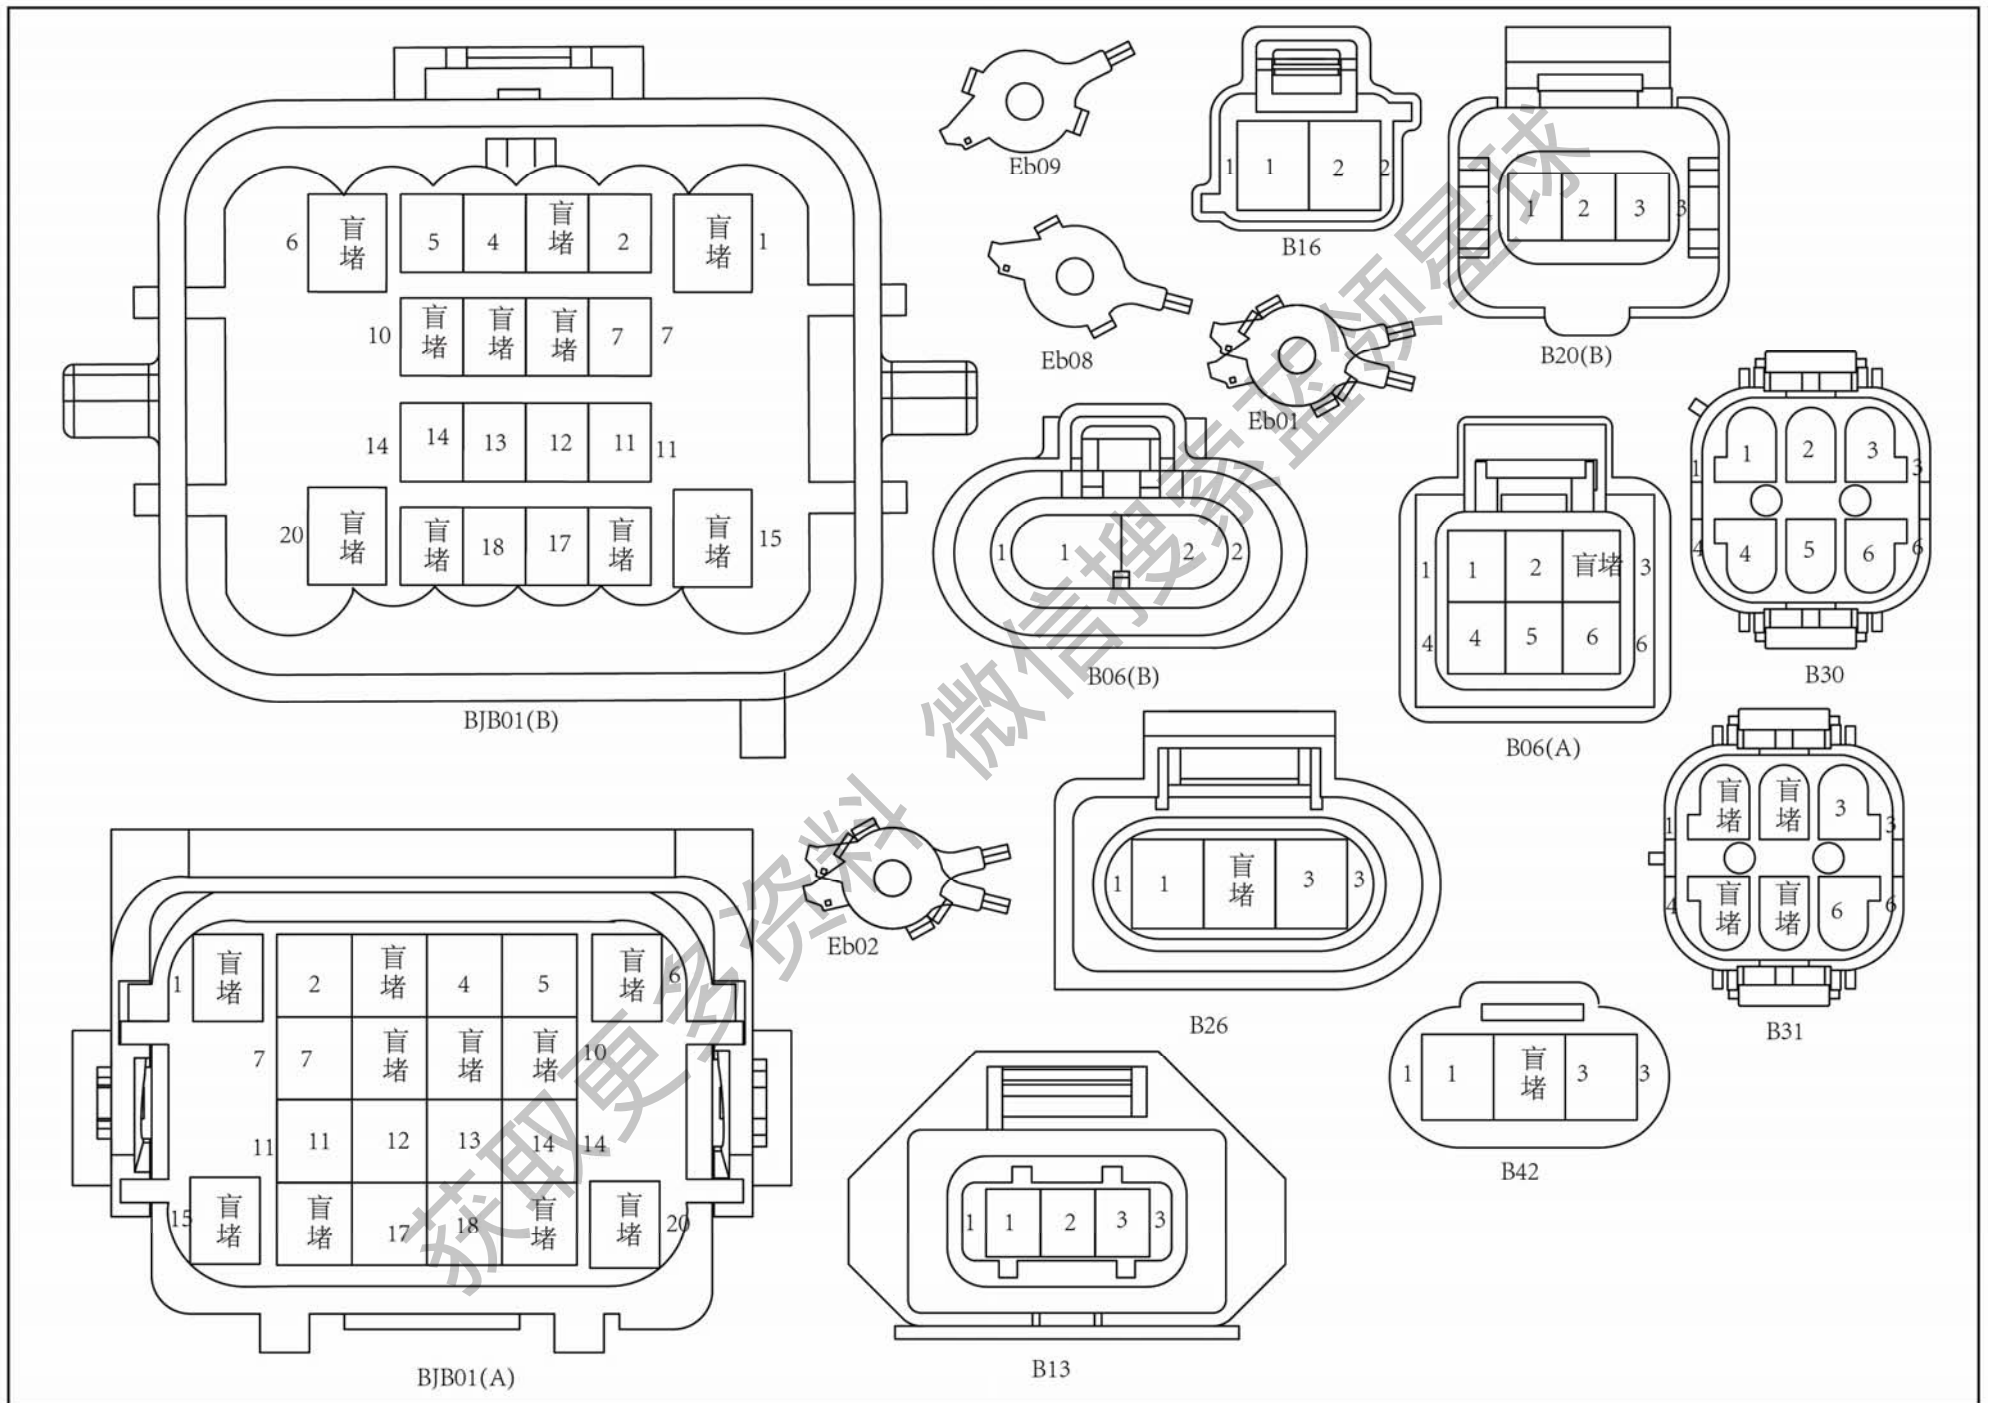 6 盲堵 5 4 盲堵 2 盲堵 1
10 盲堵 盲堵 盲堵 7 7
14 14 13 12 11 11
20 盲堵 盲堵 18 17 盲堵 盲堵 15
BJB01(B)
Eb09
1 1 2 2
B16
1 2 3 3
B20(B)
Eb08
Eb01
1 1 2 2
B06(B)
1 1 2 盲堵 3
4 4 5 6 6
B06(A)
1 1 2 3 3
4 4 5 6 6
B30
1 盲堵 1 2 盲堵 4 5 盲堵 6
7 7 盲堵 盲堵 盲堵 10
11 11 12 13 14 14
15 盲堵 盲堵 17 18 盲堵 盲堵 20
BJB01(A)
Eb02
1 1 盲堵 3 3
B26
1 盲堵 盲堵 3 3
4 盲堵 盲堵 6 6
B31
1 1 2 3 3
B13
1 1 盲堵 3 3
B42
获取更多资料 微信搜索蓝领星球